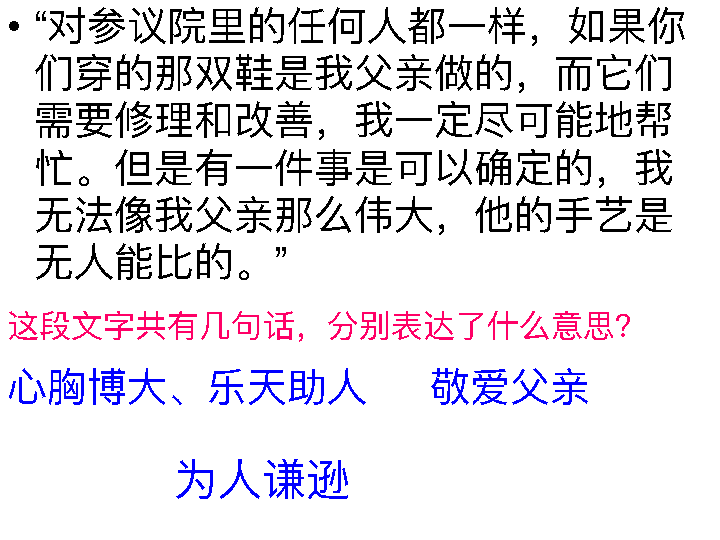 • “对参议院里的任何人都一样，如果你
们穿的那双鞋是我父亲做的，而它们
需要修理和改善，我一定尽可能地帮
忙。但是有一件事是可以确定的，我
无法像我父亲那么伟大，他的手艺是
无人能比的。”
这段文字共有几句话，分别表达了什么意思？
心胸博大、乐天助人 敬爱父亲
为人谦逊